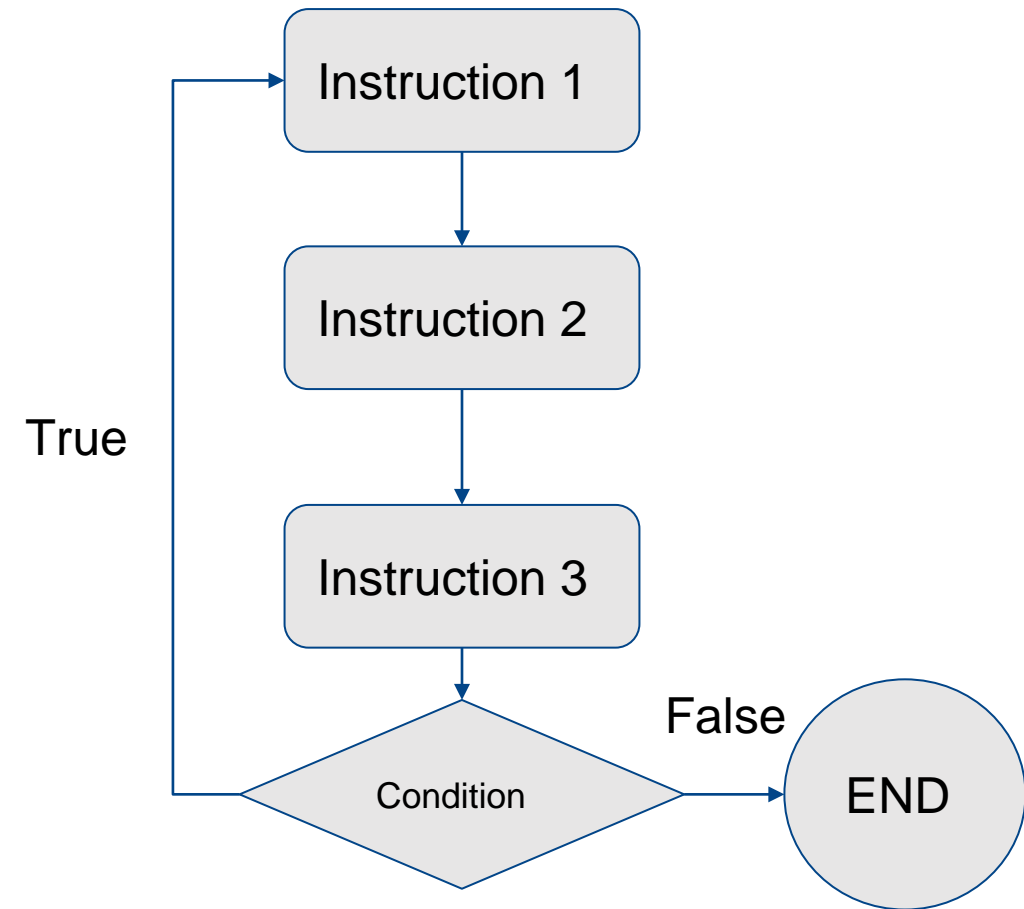 Instruction 1
Instruction 2
True
Instruction 3
False
Condition
END